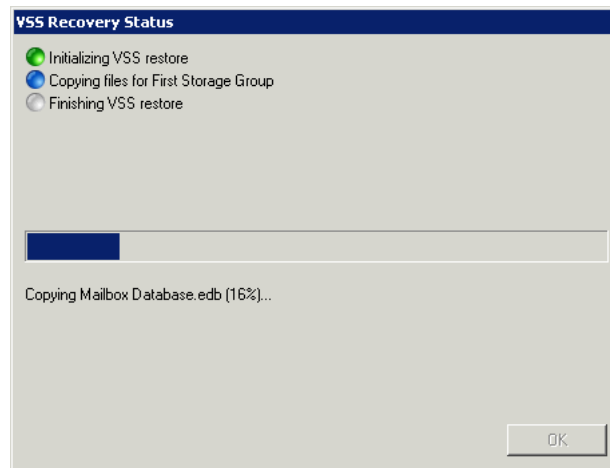 VSS Recovery Status
Initializing VSS restore
Copying files for First Storage Group
Finishing VSS restore
Copying Mailbox Database.edb (16%)...
OK